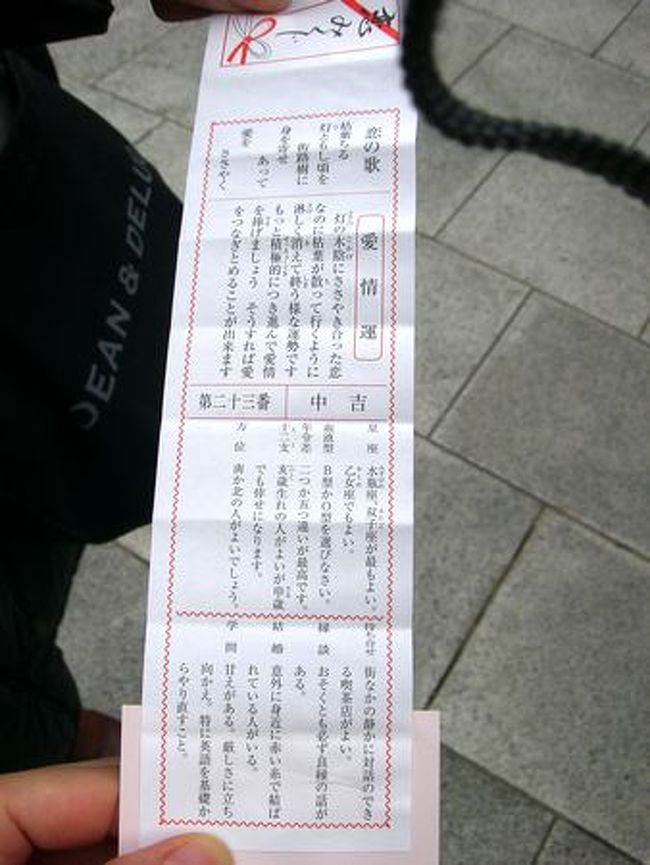 恋みくじ
恋の歌
枯葉ちる
灯ともし頃を
街路樹に
身を寄せ
あって
愛を
ささやく
愛情運
灯の木陰にささやき合った恋
なのに枯葉が散って行くように
淋しく消えて終う様な運勢です
もっと積極的につき進んで愛情
を捧げましょう そうすれば愛
をつなぎとめることが出来ます
中吉
第二十三番
星座 水瓶座、双子座が最もよい。
乙女座でもよい。
血液型 B型かO型を選びなさい。
年令差 二つか五つ違いが最高です。
十二支 亥歳生れの人がよいが申歳
でも倖せになります。
方位 南か北の人がよいでしょう。
待ち合せ 街なかの静かに対話のでき
る喫茶店がよい。
縁談 おそくとも必ず良縁の話が
ある。
結婚 意外に身近に赤い糸で結ば
れている人がいる。
学問 甘えがある。厳しさに立ち
向かえ。特に英語を基礎か
らやり直すこと。
DEAN & DELU